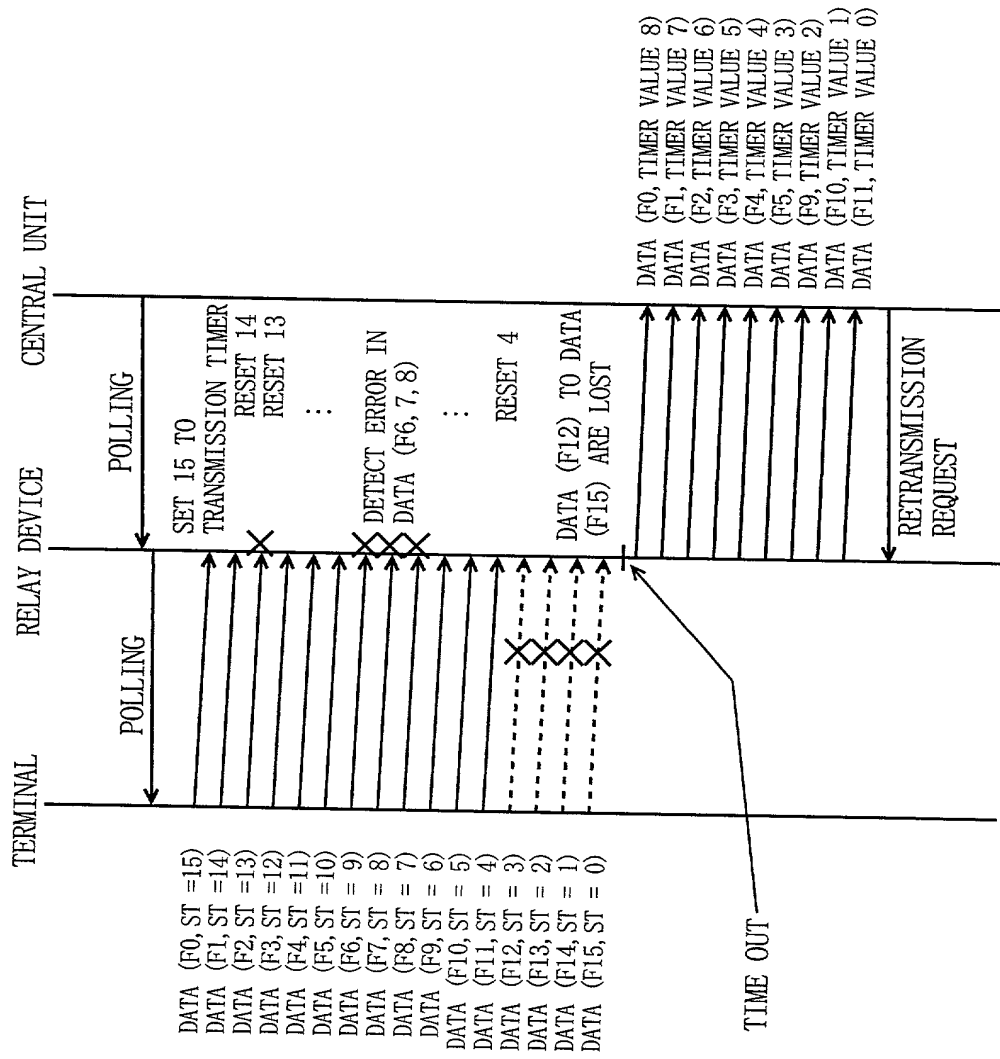 TERMINAL
RELAY DEVICE
CENTRAL UNIT
POLLING
POLLING
DATA (F0, ST =15)
DATA (F1, ST =14)
DATA (F2, ST =13)
DATA (F3, ST =12)
DATA (F4, ST =11)
DATA (F5, ST =10)
DATA (F6, ST = 9)
DATA (F7, ST = 8)
DATA (F8, ST = 7)
DATA (F9, ST = 6)
DATA (F10, ST = 5)
DATA (F11, ST = 4)
DATA (F12, ST = 3)
DATA (F13, ST = 2)
DATA (F14, ST = 1)
DATA (F15, ST = 0)
SET 15 TO
TRANSMISSION TIMER
RESET 14
RESET 13
...
DETECT ERROR IN
DATA (F6, 7, 8)
...
RESET 4
DATA (F12) TO DATA
(F15) ARE LOST
TIME OUT
DATA (F0, TIMER VALUE 8)
DATA (F1, TIMER VALUE 7)
DATA (F2, TIMER VALUE 6)
DATA (F3, TIMER VALUE 5)
DATA (F4, TIMER VALUE 4)
DATA (F5, TIMER VALUE 3)
DATA (F9, TIMER VALUE 2)
DATA (F10, TIMER VALUE 1)
DATA (F11, TIMER VALUE 0)
RETRANSMISSION
REQUEST